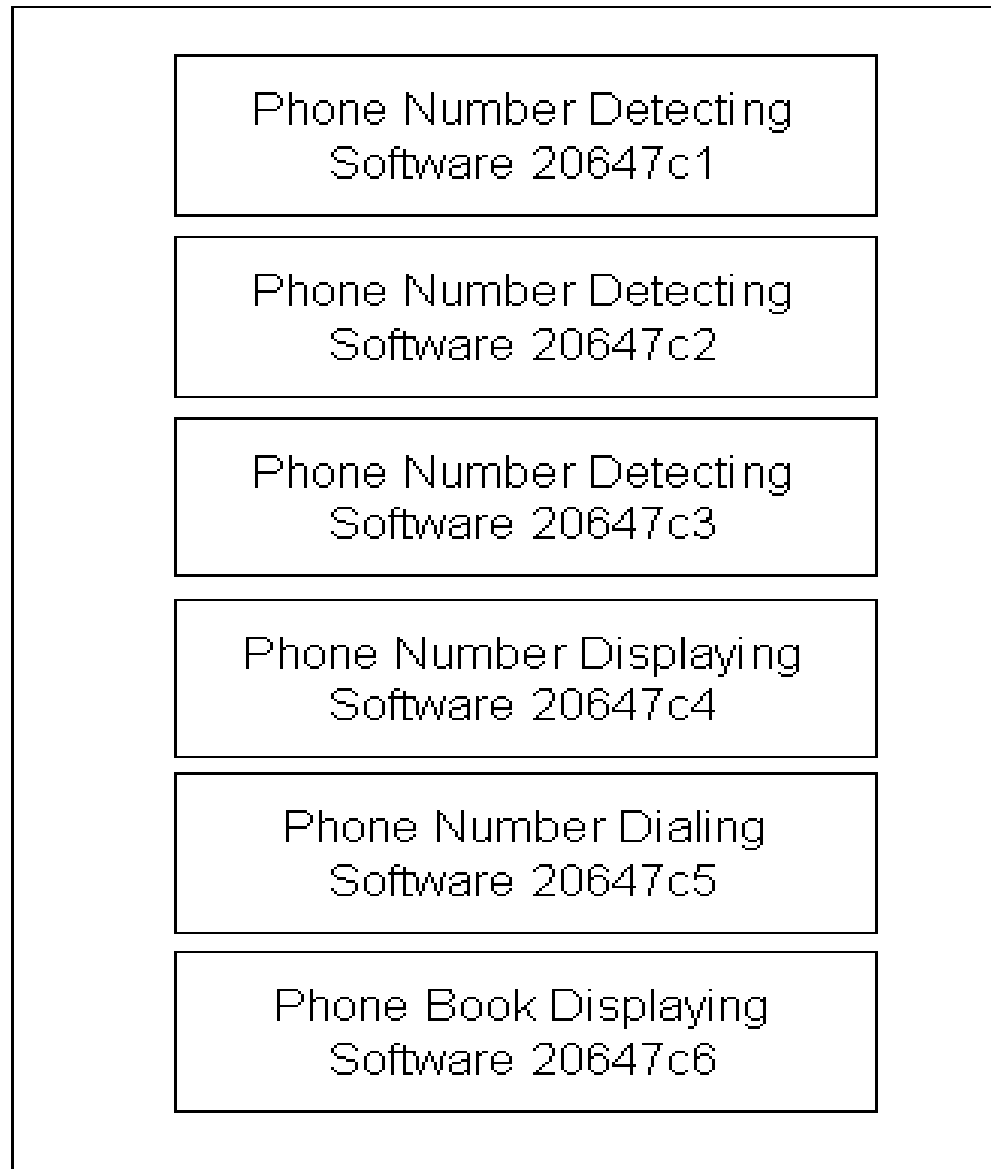 Phone Number Detecting
Software 20647c1
Phone Number Detecting
Software 20647c2
Phone Number Detecting
Software 20647c3
Phone Number Displaying
Software 20647c4
Phone Number Dialing
Software 20647c5
Phone Book Displaying
Software 20647c6